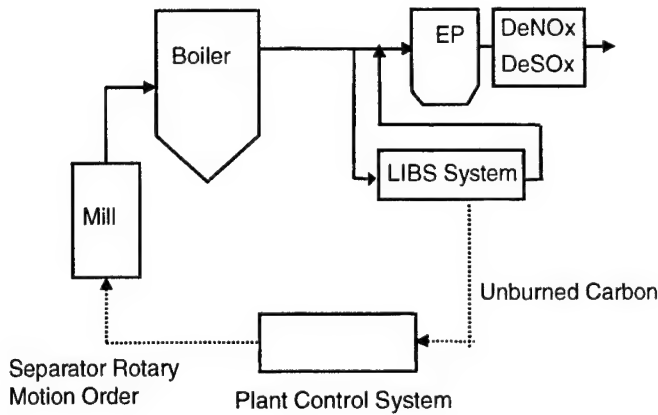 Boiler
EP
DeNOx
DeSOx
LIBS System
Mill
Unburned Carbon
Separator Rotary
Motion Order
Plant Control System